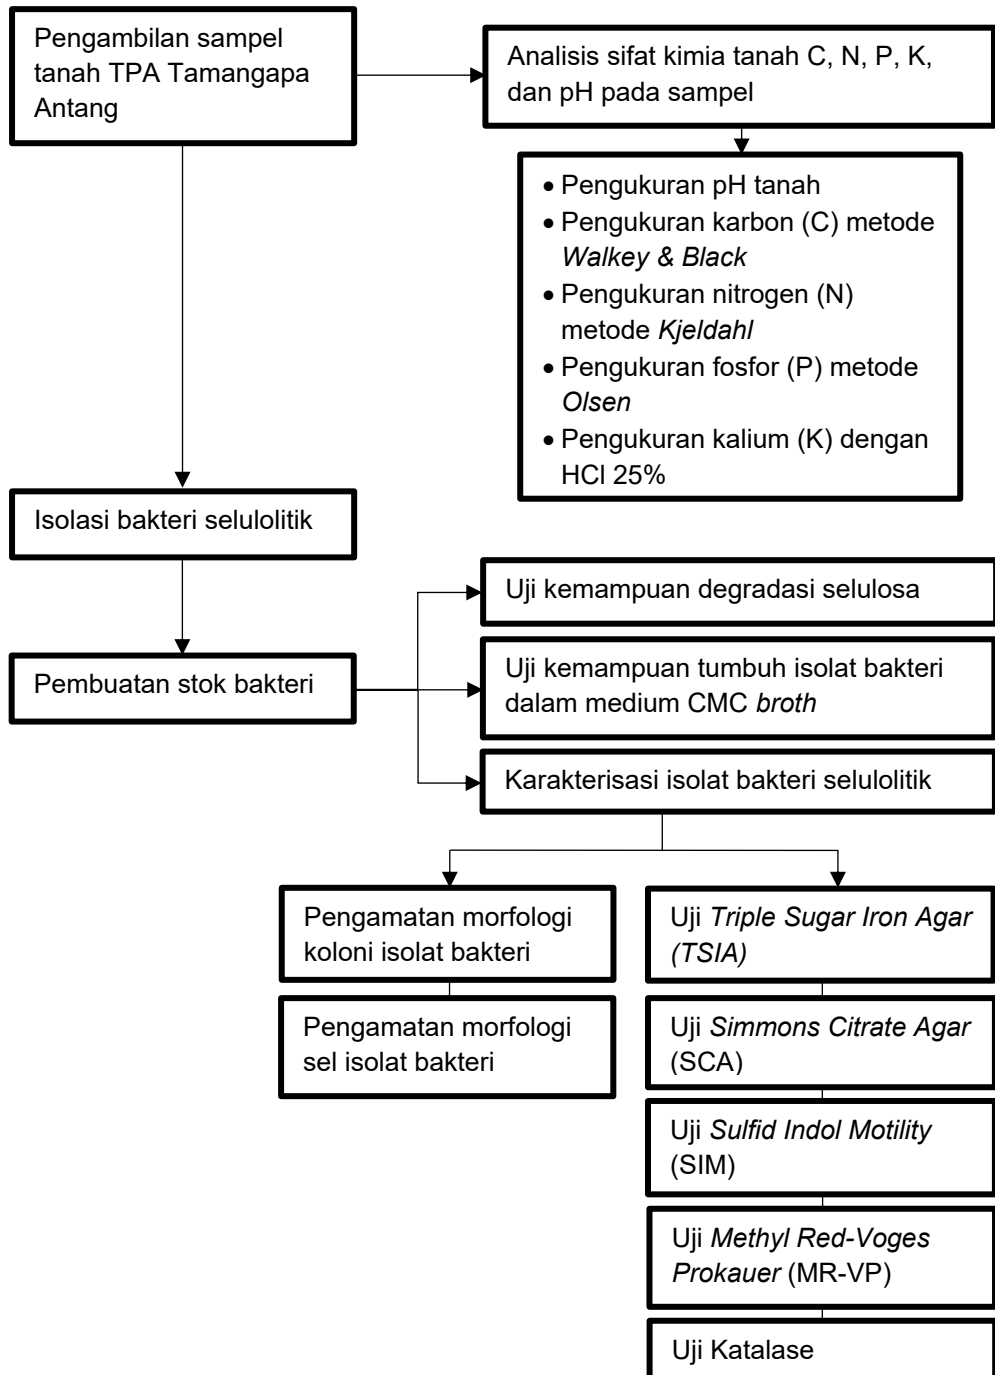 Pengambilan sampel
tanah TPA Tamangapa
Antang
Analisis sifat kimia tanah C, N, P, K,
dan pH pada sampel
• Pengukuran pH tanah
• Pengukuran karbon (C) metode
Walkey & Black
• Pengukuran nitrogen (N)
metode Kjeldahl
• Pengukuran fosfor (P) metode
Olsen
• Pengukuran kalium (K) dengan
HCl 25%
Isolasi bakteri selulolitik
Pembuatan stok bakteri
Uji kemampuan degradasi selulosa
Uji kemampuan tumbuh isolat bakteri
dalam medium CMC broth
Karakterisasi isolat bakteri selulolitik
Pengamatan morfologi
koloni isolat bakteri
Pengamatan morfologi
sel isolat bakteri
Uji Triple Sugar Iron Agar
(TSIA)
Uji Simmons Citrate Agar
(SCA)
Uji Sulfid Indol Motility
(SIM)
Uji Methyl Red-Voges
Prokauer (MR-VP)
Uji Katalase